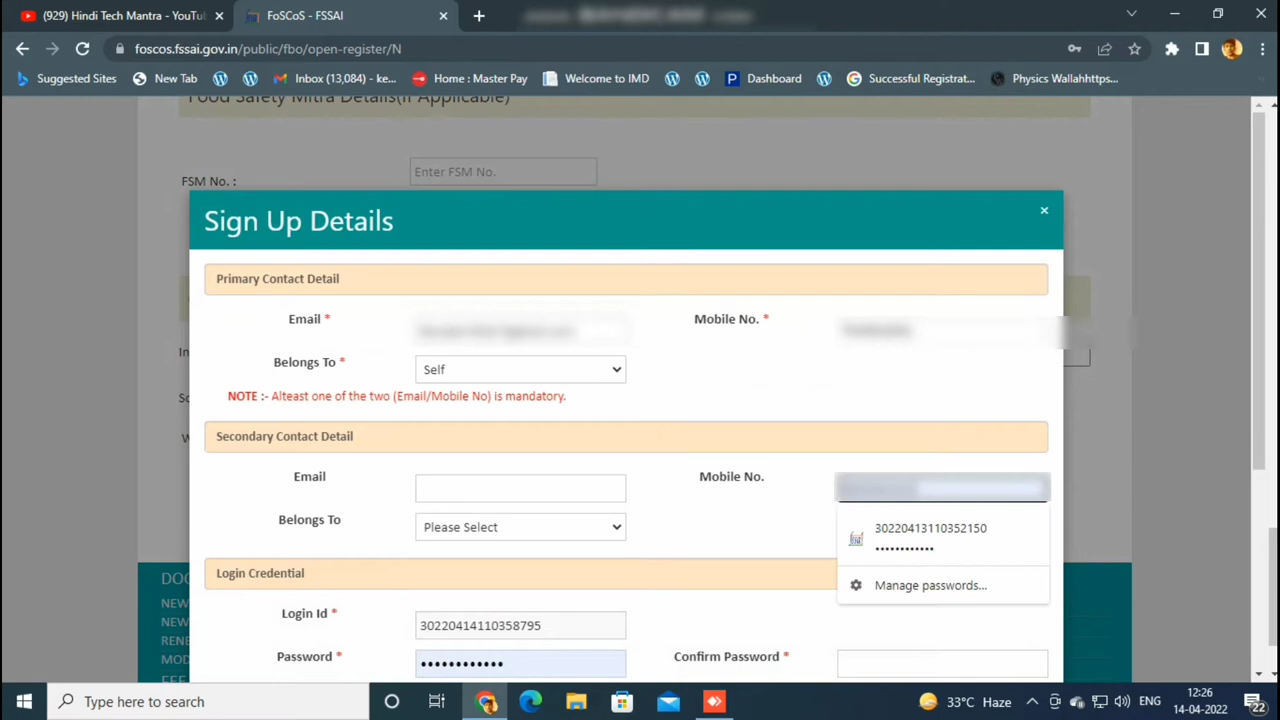 (929) Hindi Tech Mantra - YouTu
FoSCoS - FSSAI
foscos.fssai.gov.in/public/fbo/open-register/N
Suggested Sites
New Tab
Inbox (13,084) - ke...
Home : Master Pay
Welcome to IMD
Dashboard
Successful Registrat...
Physics Wallahhttps...
Food Safety Mitra Details(If Applicable)
FSM No. :
Enter FSM No.
Sign Up Details
×
Primary Contact Detail
Email *
Mobile No. *
Belongs To *
Self
NOTE :- Alteast one of the two (Email/Mobile No) is mandatory.
Secondary Contact Detail
Email
Mobile No.
30220413110352150
••••••••••••
Belongs To
Please Select
Manage passwords...
Login Credential
Login Id *
30220414110358795
Password *
••••••••••••
Confirm Password *
DOC
NEW
NEW
RENE
MOD
Type here to search
33°C Haze
ENG
12:26
14-04-2022
22